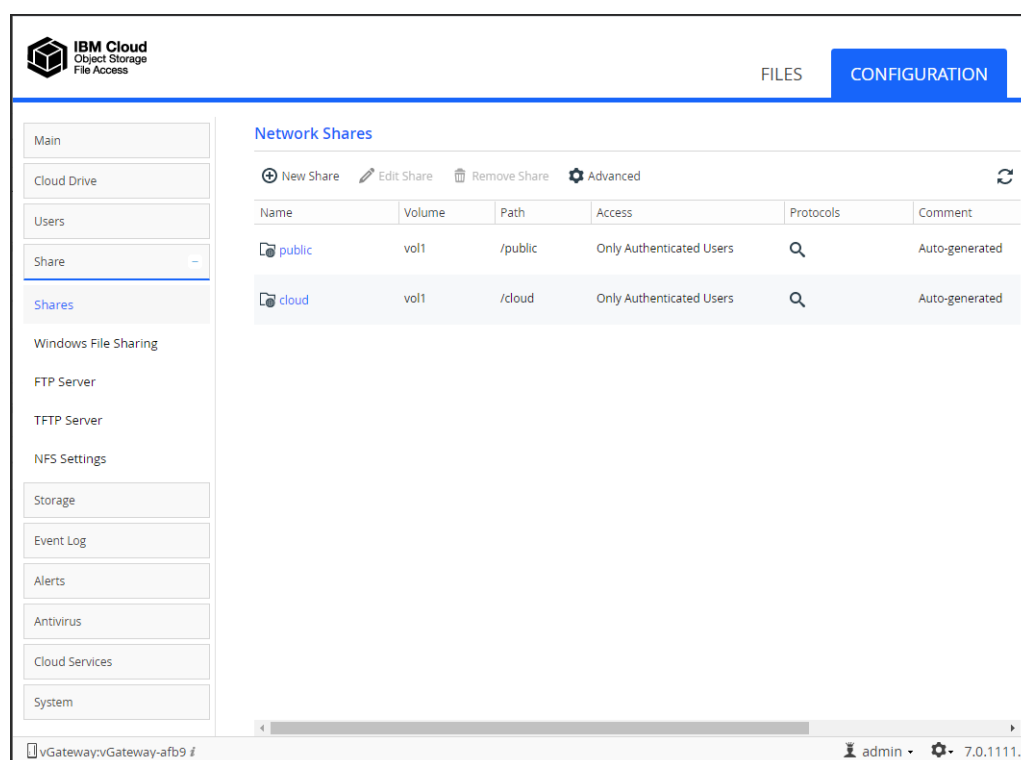 IBM Cloud
Object Storage
File Access
FILES CONFIGURATION
Main
Cloud Drive
Users
Share
Shares
Windows File Sharing
FTP Server
TFTP Server
NFS Settings
Storage
Event Log
Alerts
Antivirus
Cloud Services
System
Network Shares
New Share Edit Share Remove Share Advanced
Name Volume Path Access Protocols Comment
public vol1 /public Only Authenticated Users Auto-generated
cloud vol1 /cloud Only Authenticated Users Auto-generated
vGateway:vGateway-afb9 i admin 7.0.1111.